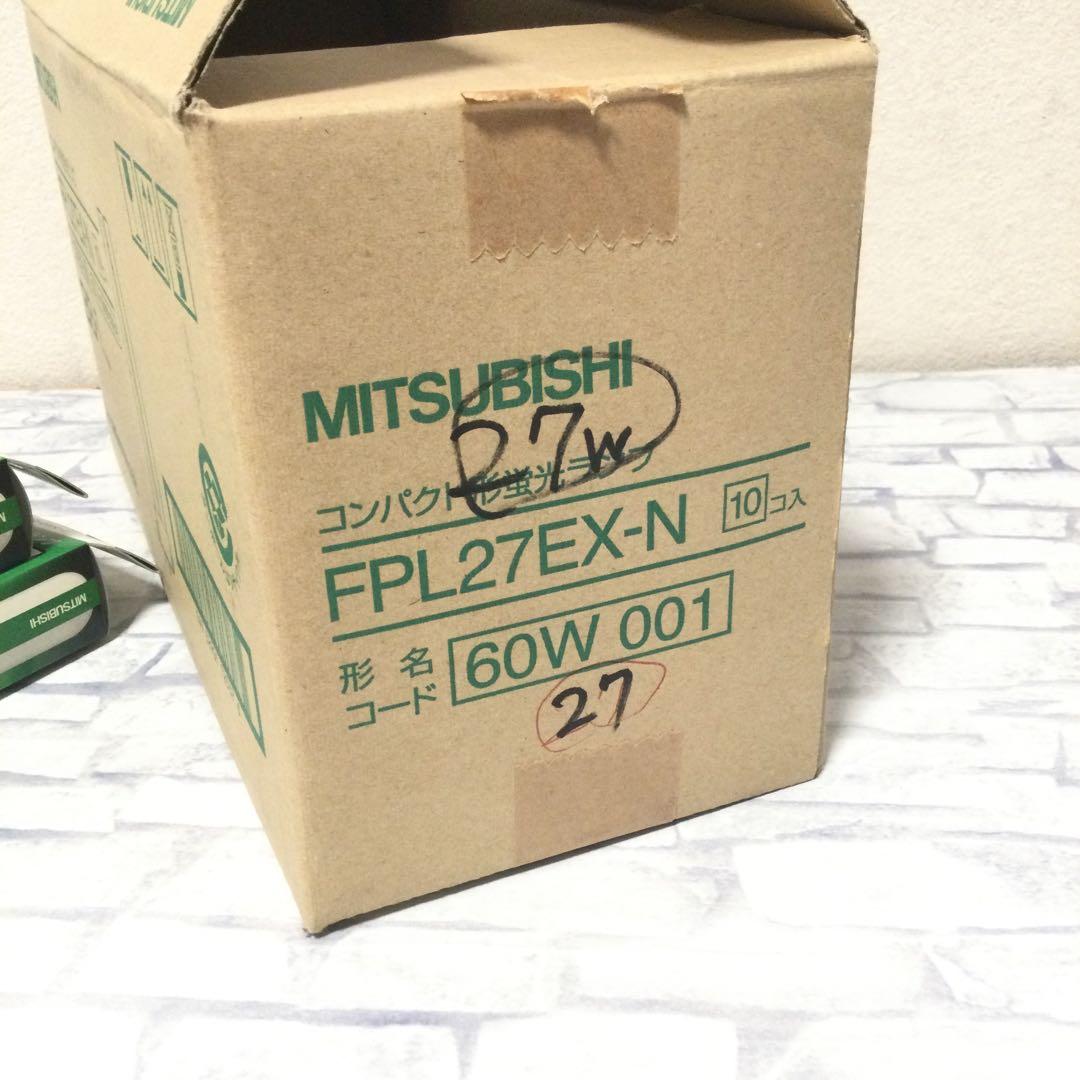 MITSUBISHI
27W
コンパクト形蛍光ランプ
FPL27EX-N 10コ入
形名
コード 60W 001
27
MITSUBISHI